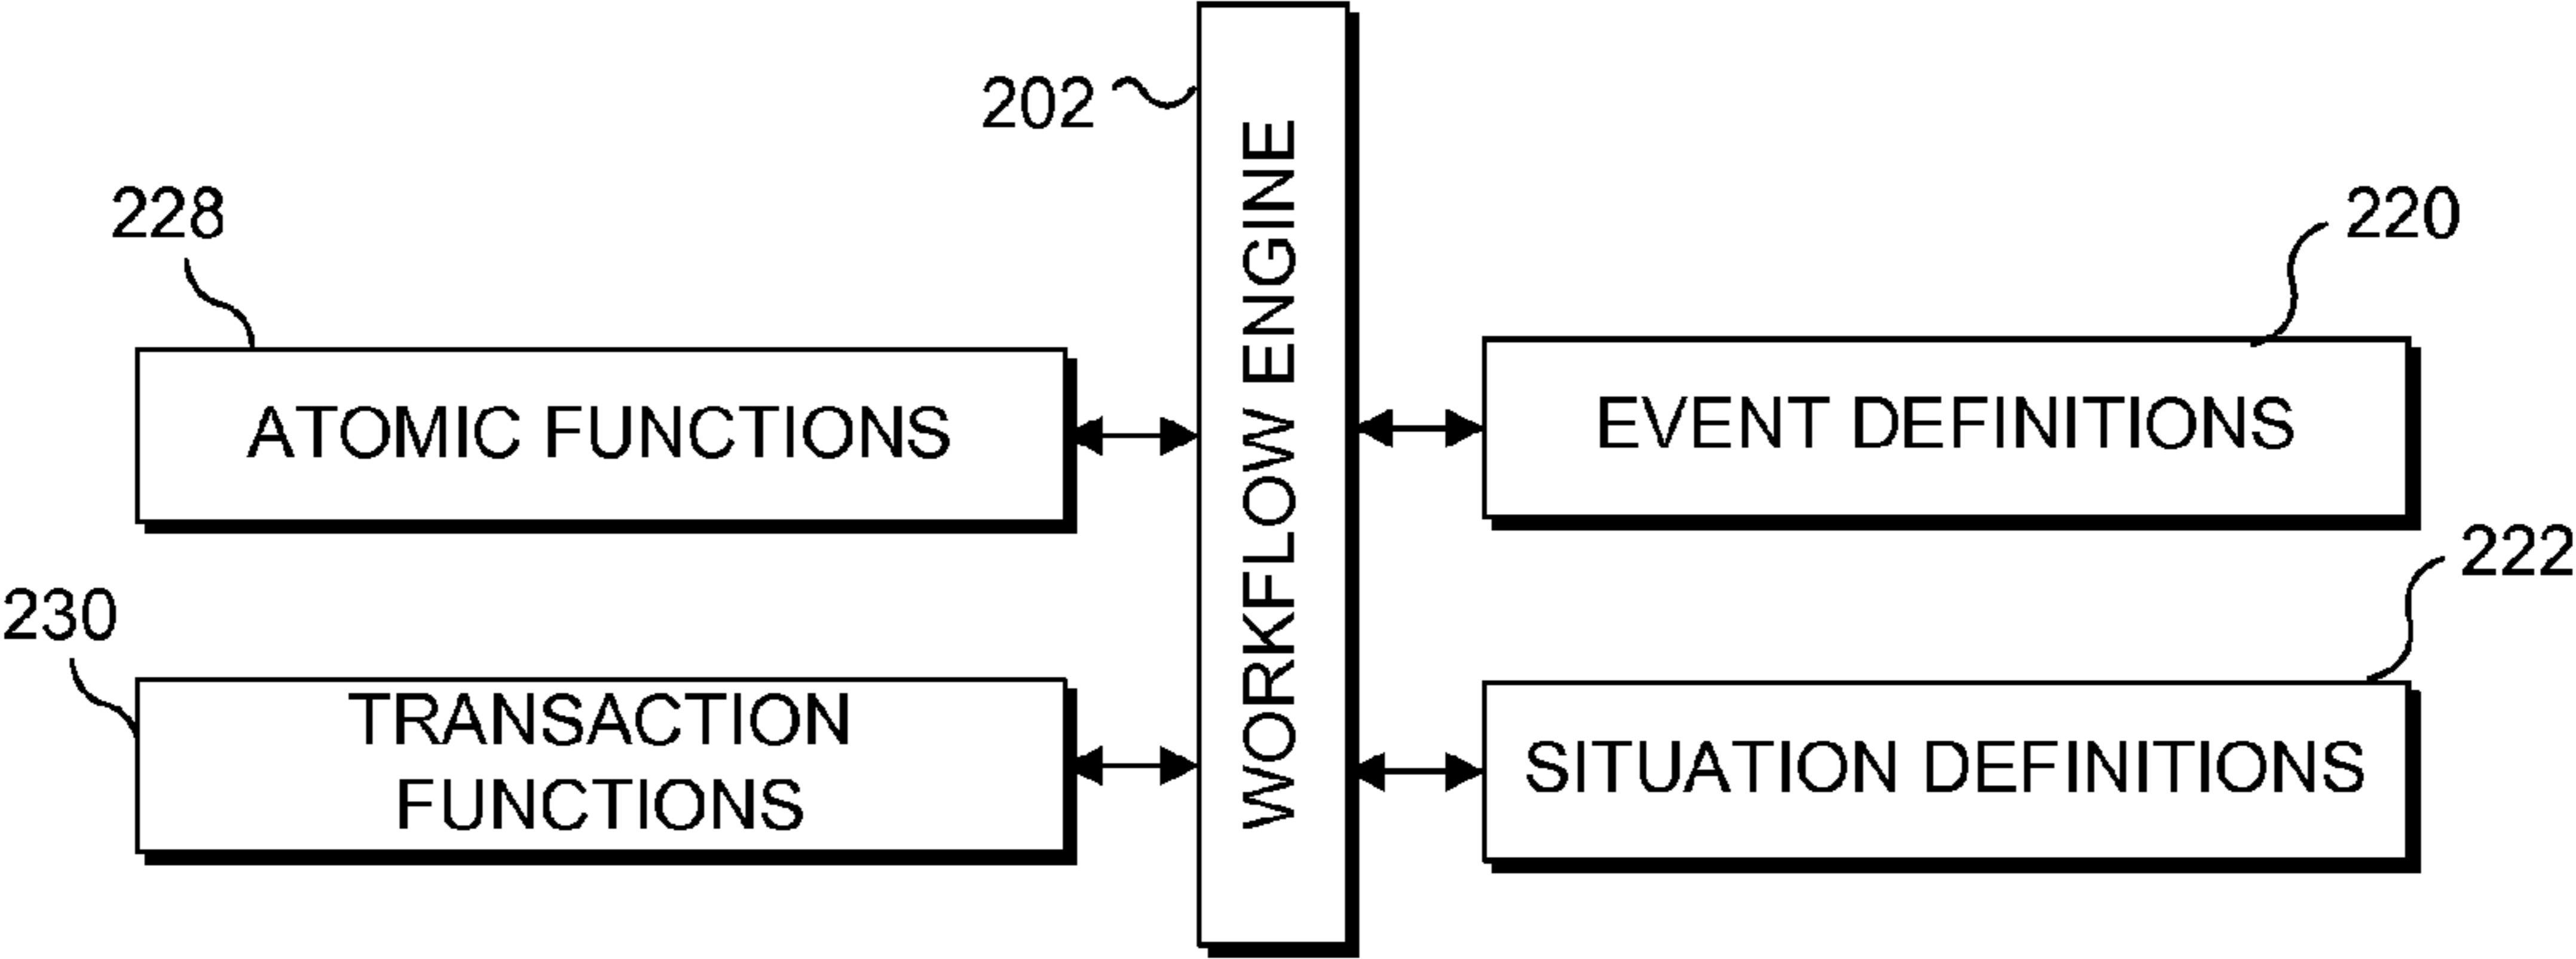 202
WORKFLOW ENGINE
228
ATOMIC FUNCTIONS
220
EVENT DEFINITIONS
230
TRANSACTION
FUNCTIONS
222
SITUATION DEFINITIONS